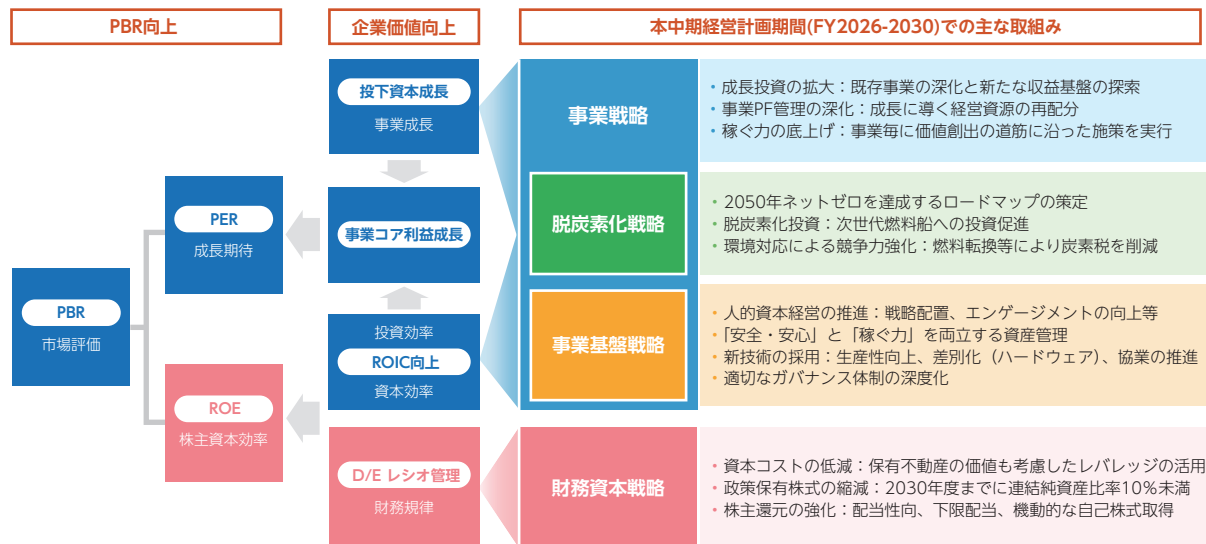 PBR向上
企業価値向上
本中期経営計画期間(FY2026-2030)での主な取組み
PBR
市場評価
PER
成長期待
ROE
株主資本効率
投下資本成長
事業成長
事業コア利益成長
投資効率
ROIC向上
資本効率
D/E レシオ管理
財務規律
事業戦略
・成長投資の拡大：既存事業の深化と新たな収益基盤の探索
・事業PF管理の深化：成長に導く経営資源の再配分
・稼ぐ力の底上げ：事業毎に価値創出の道筋に沿った施策を実行
脱炭素化戦略
・2050年ネットゼロを達成するロードマップの策定
・脱炭素化投資：次世代燃料船への投資促進
・環境対応による競争力強化：燃料転換等により炭素税を削減
事業基盤戦略
・人的資本経営の推進：戦略配置、エンゲージメントの向上等
・「安全・安心」と「稼ぐ力」を両立する資産管理
・新技術の採用：生産性向上、差別化（ハードウェア）、協業の推進
・適切なガバナンス体制の深度化
財務資本戦略
・資本コストの低減：保有不動産の価値も考慮したレバレッジの活用
・政策保有株式の縮減：2030年度までに連結純資産比率10%未満
・株主還元の強化：配当性向、下限配当、機動的な自己株式取得